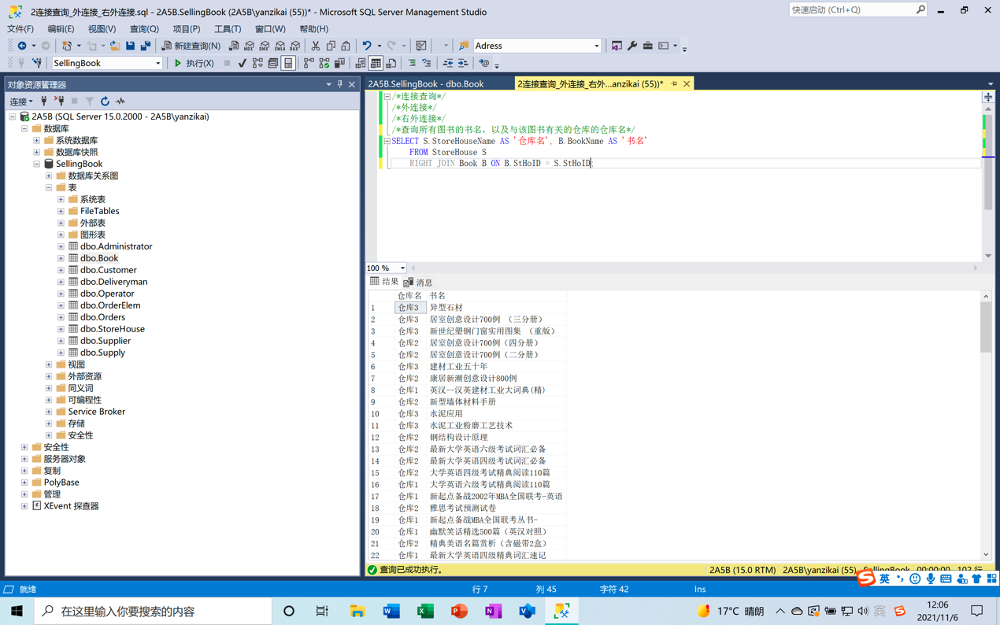 2连接查询_外连接_右外连接.sql - 2A5B.SellingBook (2A5B\yanzikai (55))* - Microsoft SQL Server Management Studio
快速启动 (Ctrl+Q)
文件(F) 编辑(E) 视图(V) 查询(Q) 项目(P) 工具(T) 窗口(W) 帮助(H)
新建查询(N) Adress
SellingBook 执行(X)
对象资源管理器
连接
2A5B (SQL Server 15.0.2000 - 2A5B\yanzikai)
数据库
系统数据库
数据库快照
SellingBook
数据库关系图
表
系统表
FileTables
外部表
图形表
dbo.Administrator
dbo.Book
dbo.Customer
dbo.Deliveryman
dbo.Operator
dbo.OrderElem
dbo.Orders
dbo.StoreHouse
dbo.Supplier
dbo.Supply
视图
外部资源
同义词
可编程性
Service Broker
存储
安全性
安全性
服务器对象
复制
PolyBase
管理
XEvent 探查器
2A5B.SellingBook - dbo.Book
2连接查询_外连接_右外...anzikai (55))*
/*连接查询*/
/*外连接*/
/*右外连接*/
/*查询所有图书的书名，以及与该图书有关的仓库的仓库名*/
SELECT S.StoreHouseName AS '仓库名', B.BookName AS '书名'
FROM StoreHouse S
RIGHT JOIN Book B ON B.StHoID = S.StHoID;
100 %
结果 消息
仓库名 书名
1 仓库3 异型石材
2 仓库3 居室创意设计700例 （三分册）
3 仓库3 新世纪塑钢门窗实用图集 （重版）
4 仓库2 居室创意设计700例（四分册）
5 仓库2 居室创意设计700例（二分册）
6 仓库3 建材工业五十年
7 仓库2 康居新潮创意设计800例
8 仓库1 英汉--汉英建材工业大词典(精)
9 仓库2 新型墙体材料手册
10 仓库3 水泥应用
11 仓库3 水泥工业粉磨工艺技术
12 仓库2 钢结构设计原理
13 仓库2 最新大学英语六级考试词汇必备
14 仓库2 最新大学英语四级考试词汇必备
15 仓库2 大学英语四级考试精典阅读110篇
16 仓库1 大学英语六级考试精典阅读110篇
17 仓库1 新起点备战2002年MBA全国联考-英语
18 仓库2 雅思考试预测试卷
19 仓库1 新起点备战MBA全国联考丛书-
20 仓库1 幽默笑话精选500篇（英汉对照）
21 仓库2 精典美语名篇赏析（含磁带2盒）
22 仓库1 最新大学英语四级精典词汇速记
查询已成功执行。 2A5B (15.0 RTM) 2A5B\yanzikai (55) SellingBook 00:00:00 102 行
英
就绪 行 7 列 45 字符 42 Ins
在这里输入你要搜索的内容
17°C 晴朗
英
12:06
2021/11/6